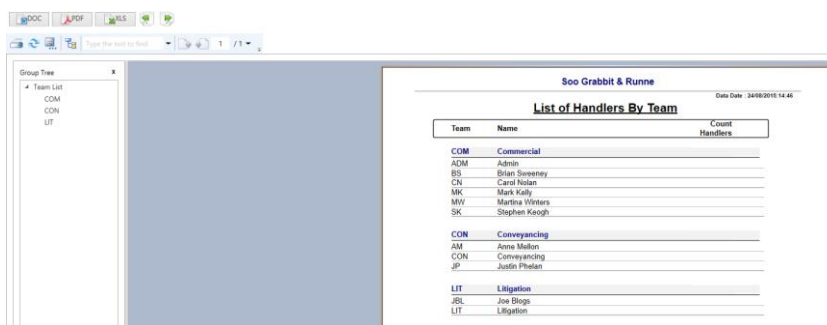 DOC PDF XLS
Type the text to find 1 /1
Group Tree x
Team List
COM
CON
LIT
Soo Grabbit & Runne
Data Date : 24/08/2015:14:46
List of Handlers By Team
Team Name Count Handlers
COM Commercial
ADM Admin
BS Brian Sweeney
CN Carol Nolan
MK Mark Kelly
MW Martina Winters
SK Stephen Keogh
CON Conveyancing
AM Anne Mellon
CON Conveyancing
JP Justin Phelan
LIT Litigation
JBL Joe Blogs
LIT Litigation